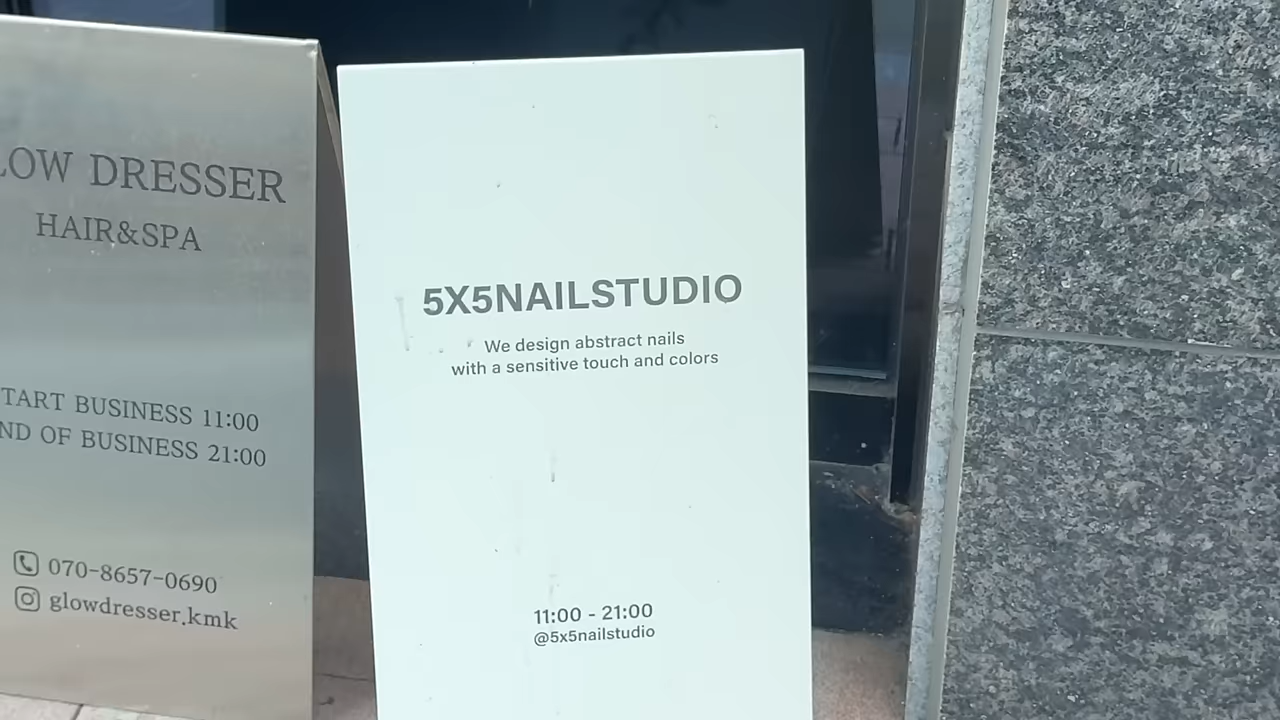 LOW DRESSER
HAIR&SPA
TART BUSINESS 11:00
ND OF BUSINESS 21:00
070-8657-0690
glowdresser.kmk
5X5NAILSTUDIO
We design abstract nails
with a sensitive touch and colors
11:00 - 21:00
@5x5nailstudio